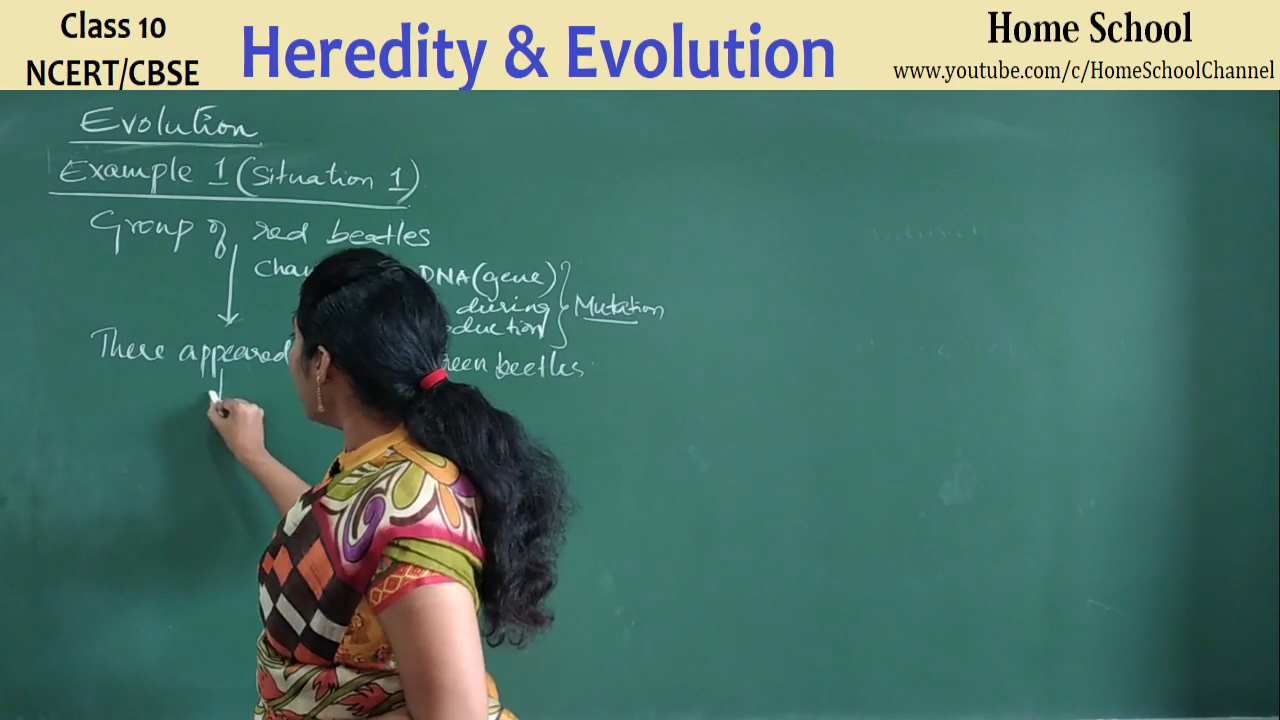 Class 10
NCERT/CBSE
Heredity & Evolution
Home School
www.youtube.com/c/HomeSchoolChannel
Evolution
Example 1 (Situation 1)
Group of red beetles
DNA (gene)
during
Mutation
There appeared beetles